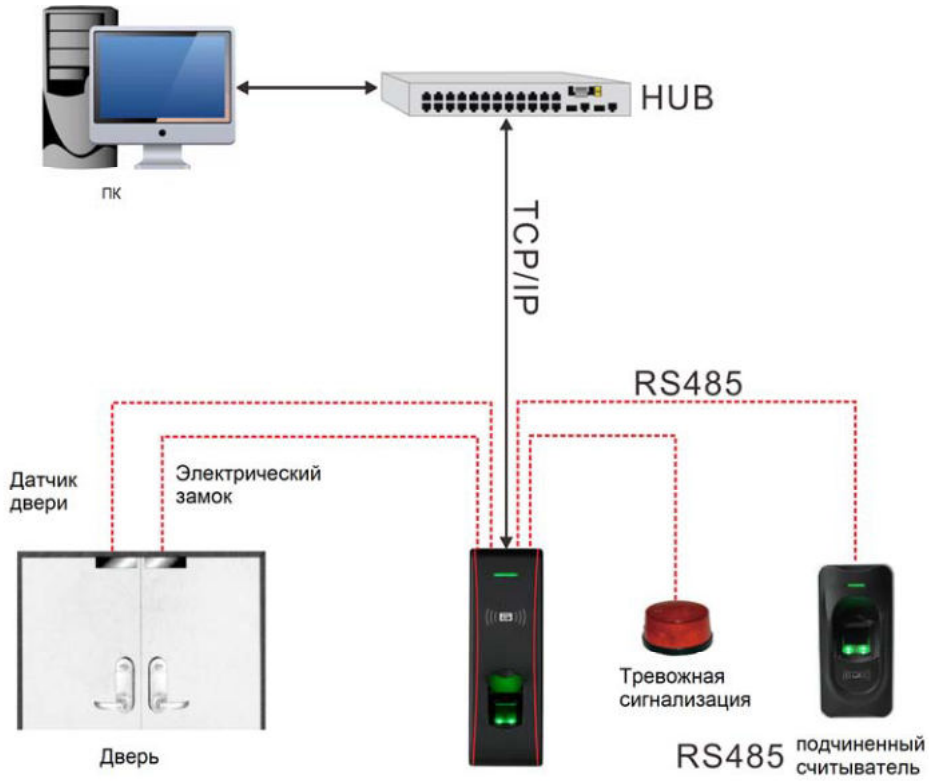 HUB
ПК
TCP/IP
RS485
Датчик
двери
Электрический
замок
Тревожная
сигнализация
Дверь
RS485 подчиненный
считыватель